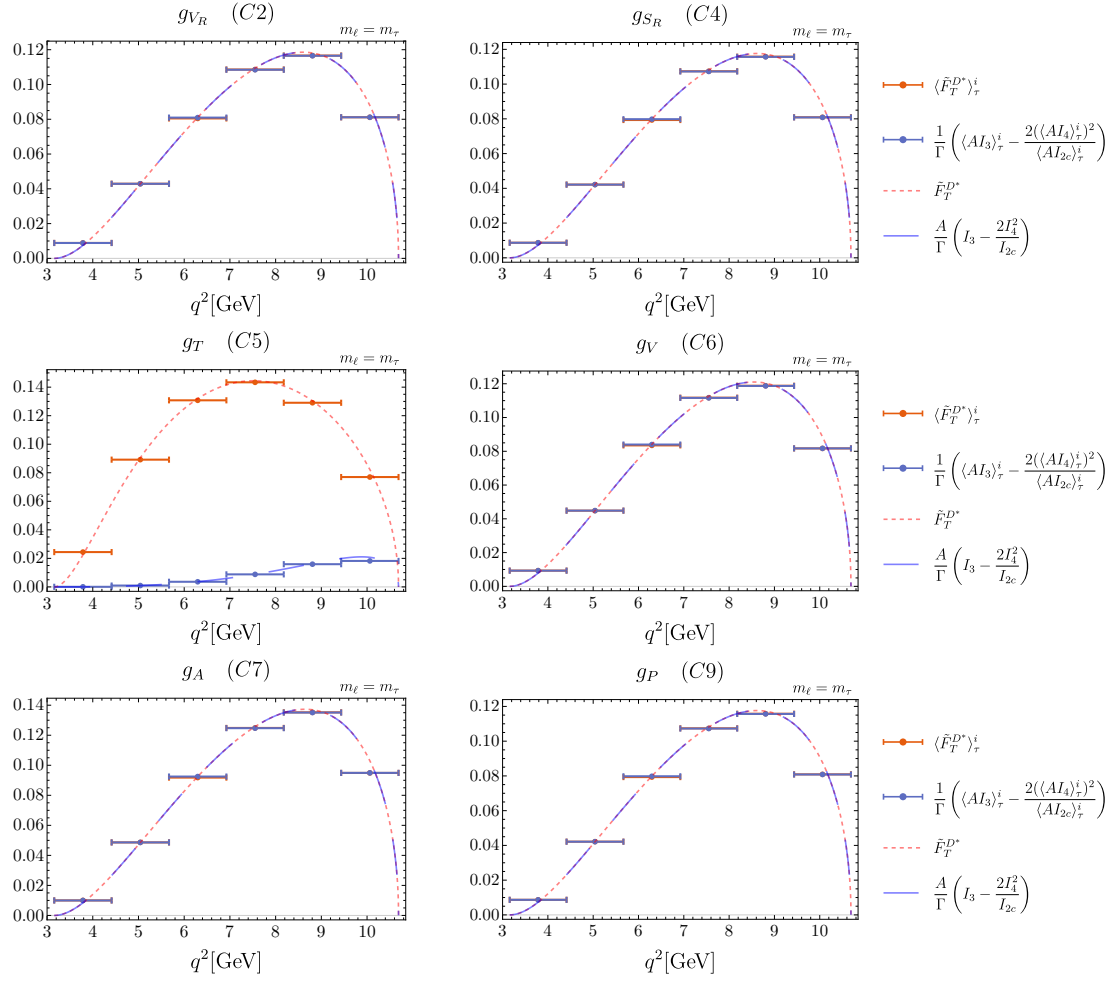 g_{V_R} (C2)
m_ℓ = m_τ
0.12
0.10
0.08
0.06
0.04
0.02
0.00
3 4 5 6 7 8 9 10
q^2[GeV]
g_{S_R} (C4)
m_ℓ = m_τ
0.12
0.10
0.08
0.06
0.04
0.02
0.00
3 4 5 6 7 8 9 10
q^2[GeV]
⟨F̃_T^{D*}⟩_τ^i
1/Γ (⟨AI_3⟩_τ^i − 2(⟨AI_4⟩_τ^i)^2/⟨AI_{2c}⟩_τ^i)
F̃_T^{D*}
A/Γ (I_3 − 2I_4^2/I_{2c})
g_T (C5)
m_ℓ = m_τ
0.14
0.12
0.10
0.08
0.06
0.04
0.02
0.00
3 4 5 6 7 8 9 10
q^2[GeV]
g_V (C6)
m_ℓ = m_τ
0.12
0.10
0.08
0.06
0.04
0.02
0.00
3 4 5 6 7 8 9 10
q^2[GeV]
⟨F̃_T^{D*}⟩_τ^i
1/Γ (⟨AI_3⟩_τ^i − 2(⟨AI_4⟩_τ^i)^2/⟨AI_{2c}⟩_τ^i)
F̃_T^{D*}
A/Γ (I_3 − 2I_4^2/I_{2c})
g_A (C7)
m_ℓ = m_τ
0.14
0.12
0.10
0.08
0.06
0.04
0.02
0.00
3 4 5 6 7 8 9 10
q^2[GeV]
g_P (C9)
m_ℓ = m_τ
0.12
0.10
0.08
0.06
0.04
0.02
0.00
3 4 5 6 7 8 9 10
q^2[GeV]
⟨F̃_T^{D*}⟩_τ^i
1/Γ (⟨AI_3⟩_τ^i − 2(⟨AI_4⟩_τ^i)^2/⟨AI_{2c}⟩_τ^i)
F̃_T^{D*}
A/Γ (I_3 − 2I_4^2/I_{2c})